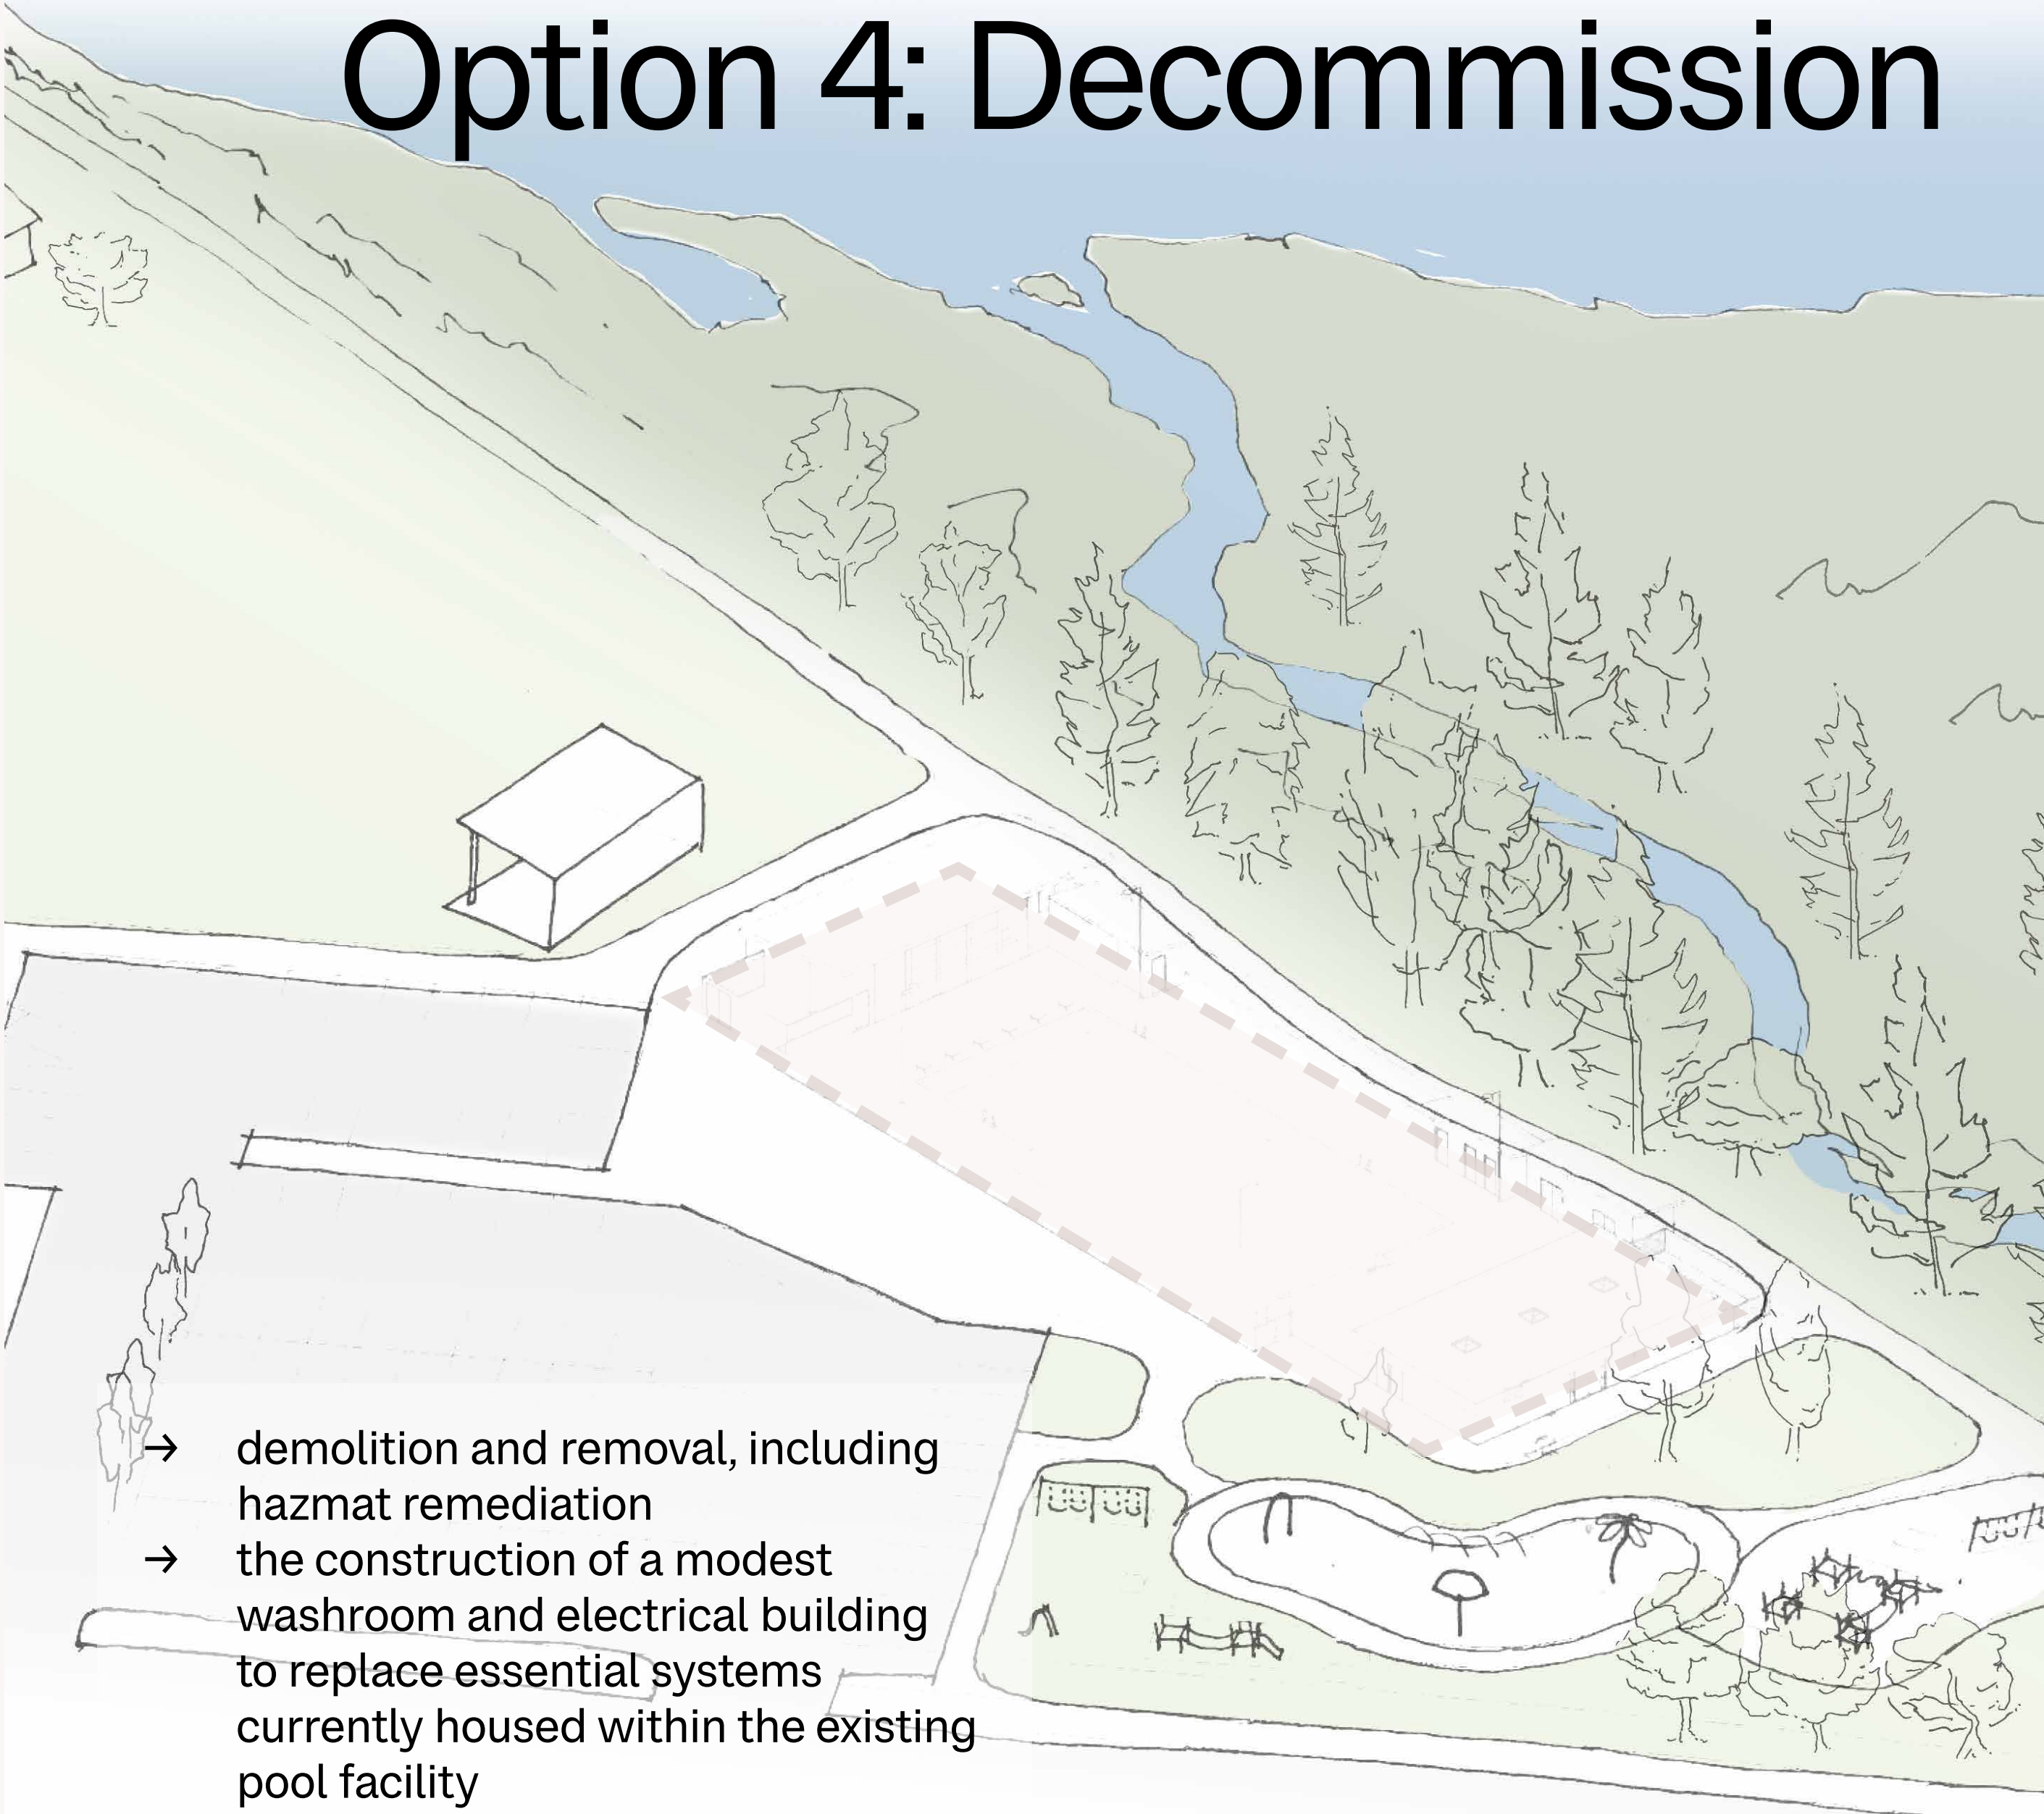 Option 4: Decommission
→ demolition and removal, including
hazmat remediation
→ the construction of a modest
washroom and electrical building
to replace essential systems
currently housed within the existing
pool facility